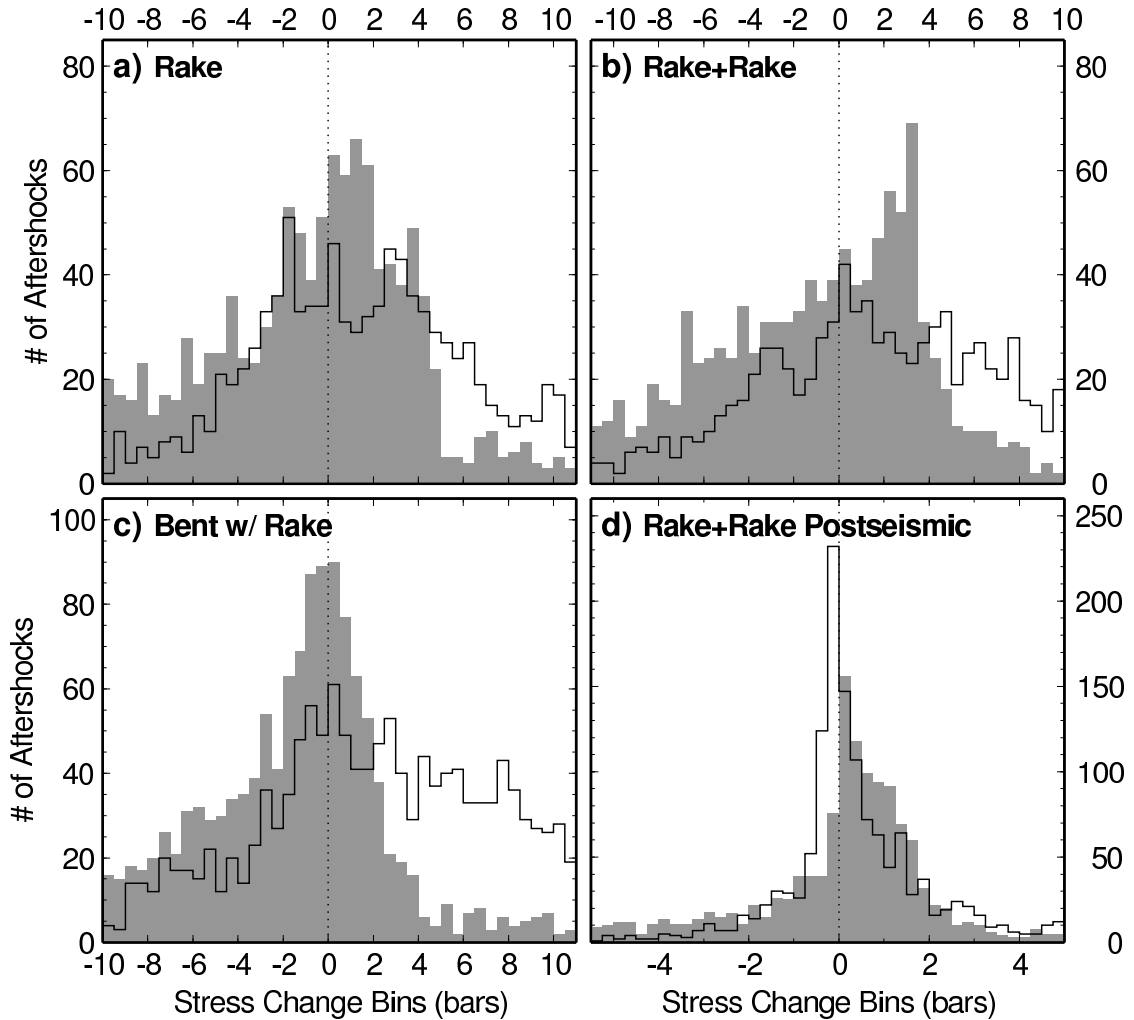 -10 -8 -6 -4 -2 0 2 4 6 8 10
-10 -8 -6 -4 -2 0 2 4 6 8 10
a) Rake
b) Rake+Rake
80
60
40
20
0
# of Aftershocks
80
60
40
20
0
c) Bent w/ Rake
d) Rake+Rake Postseismic
100
80
60
40
20
0
# of Aftershocks
250
200
150
100
50
0
-10 -8 -6 -4 -2 0 2 4 6 8 10
-4 -2 0 2 4
Stress Change Bins (bars)
Stress Change Bins (bars)